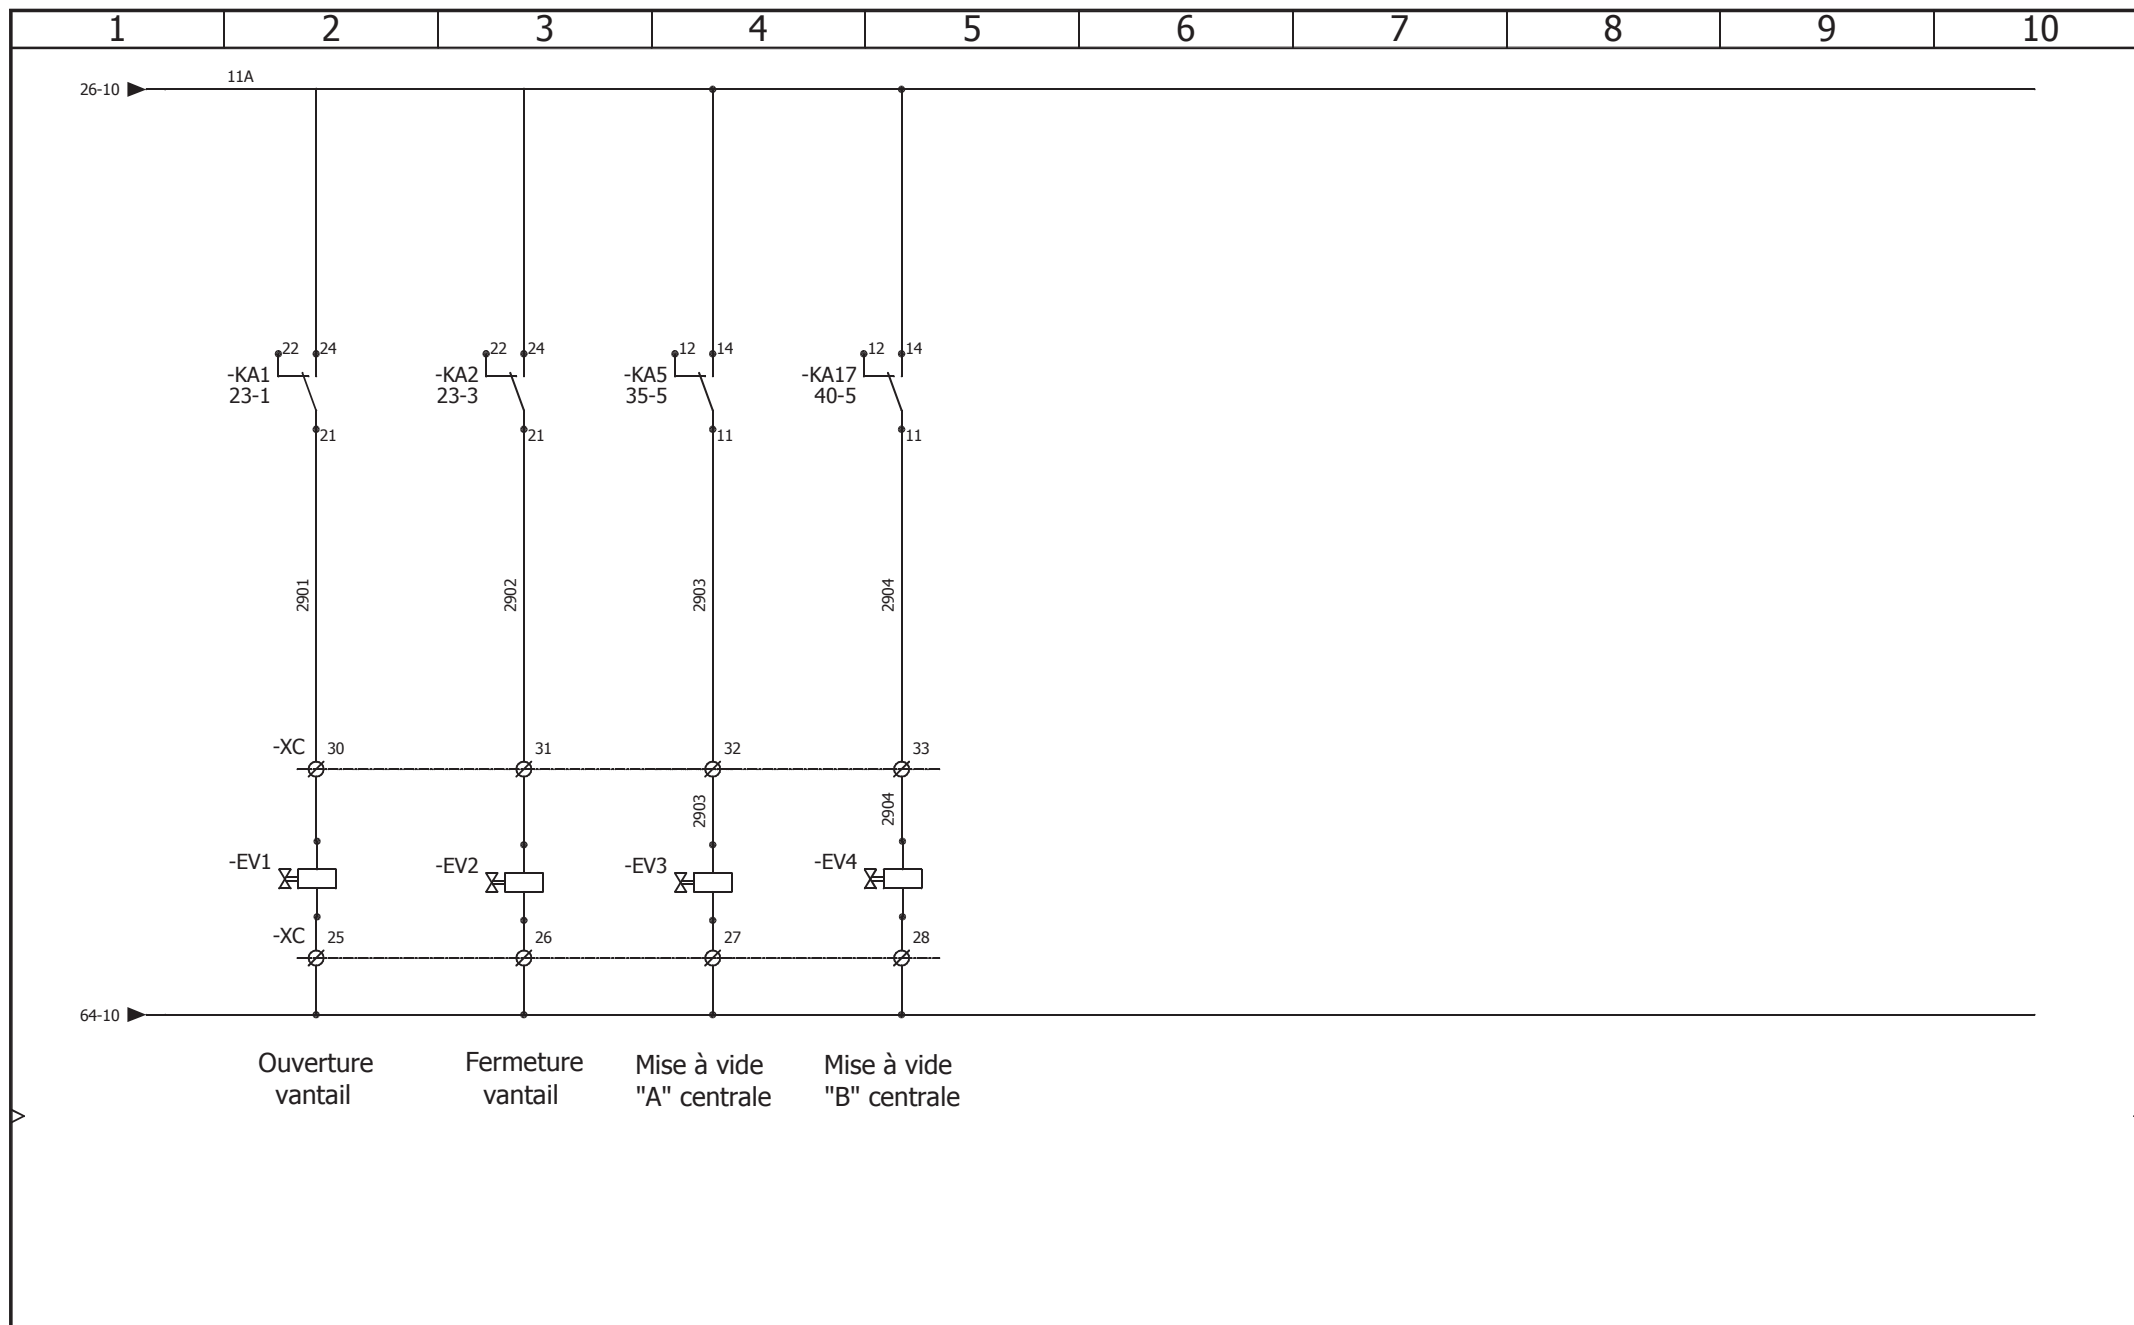 1 2 3 4 5 6 7 8 9 10
11A
26-10
22 24 22 24 12 14 12 14
-KA1 -KA2 -KA5 -KA17
23-1 23-3 35-5 40-5
21 21 11 11
2901 2902 2903 2904
-XC 30 31 32 33
2903 2904
-EV1 -EV2 -EV3 -EV4
-XC 25 26 27 28
64-10
Ouverture
vantail
Fermeture
vantail
Mise à vide
"A" centrale
Mise à vide
"B" centrale